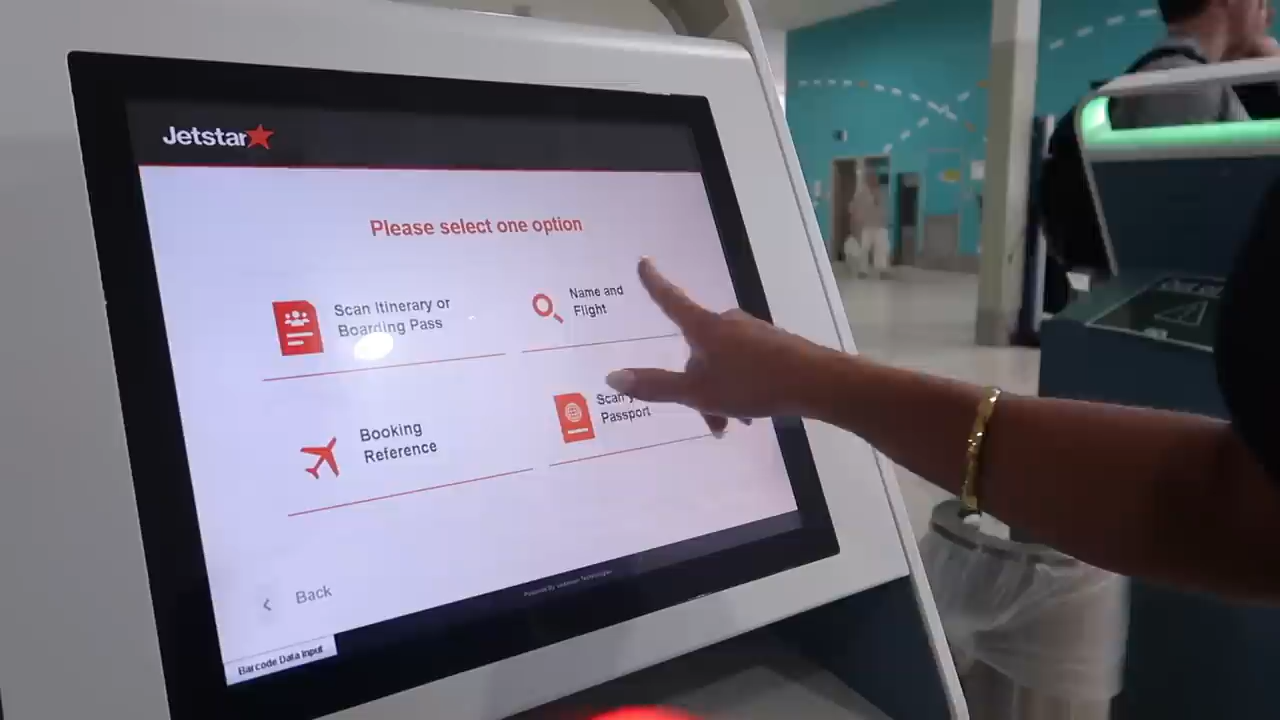 Jetstar
Please select one option
Scan Itinerary or
Boarding Pass
Name and
Flight
Booking
Reference
Scan
Passport
Back
Barcode Data Input